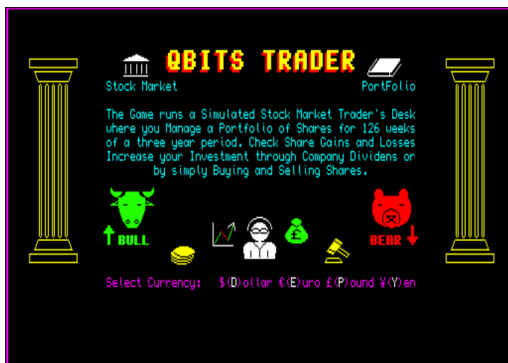 QBITS TRADER
Stock Market
PortFolio
The Game runs a Simulated Stock Market Trader's Desk
where you Manage a Portfolio of Shares for 126 weeks
of a three year period. Check Share Gains and Losses
Increase your Investment through Company Dividens or
by simply Buying and Selling Shares.
£
BULL
BEAR
Select Currency: $(D)ollar €(E)uro £(P)ound ¥(Y)en